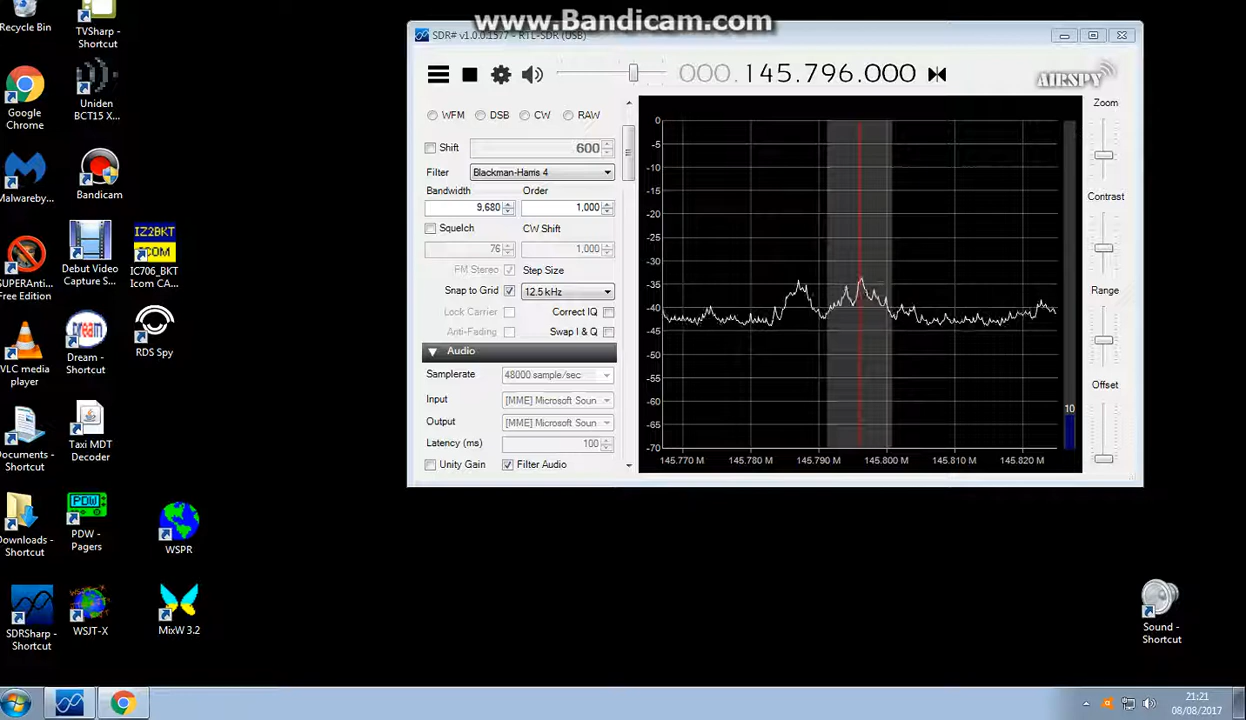 www.Bandicam.com
SDR# v1.0.0.1577 - RTL-SDR (USB)
000.145.796.000
AIRSPY
WFM DSB CW RAW
Shift 600
Filter Blackman-Harris 4
Bandwidth Order
9,680 1,000
Squelch CW Shift
76 1,000
FM Stereo Step Size
Snap to Grid 12.5 kHz
Lock Carrier Correct IQ
Anti-Fading Swap I & Q
Audio
Samplerate 48000 sample/sec
Input [MME] Microsoft Soun
Output [MME] Microsoft Soun
Latency (ms) 100
Unity Gain Filter Audio
0
-5
-10
-15
-20
-25
-30
-35
-40
-45
-50
-55
-60
-65
-70
145.770 M 145.780 M 145.790 M 145.800 M 145.810 M 145.820 M
10
Zoom
Contrast
Range
Offset
Recycle Bin
TVSharp -
Shortcut
Google
Chrome
Uniden
BCT15 X...
Malwareby...
Bandicam
SUPERAnti...
Free Edition
Debut Video
Capture S...
IZ2BKT
ICOM
IC706_BKT
Icom CA...
VLC media
player
dream
Dream -
Shortcut
RDS Spy
Documents -
Shortcut
Taxi MDT
Decoder
Downloads -
Shortcut
PDW
PDW -
Pagers
WSPR
SDRSharp -
Shortcut
WSJT-X
MixW 3.2
Sound -
Shortcut
21:21
08/08/2017